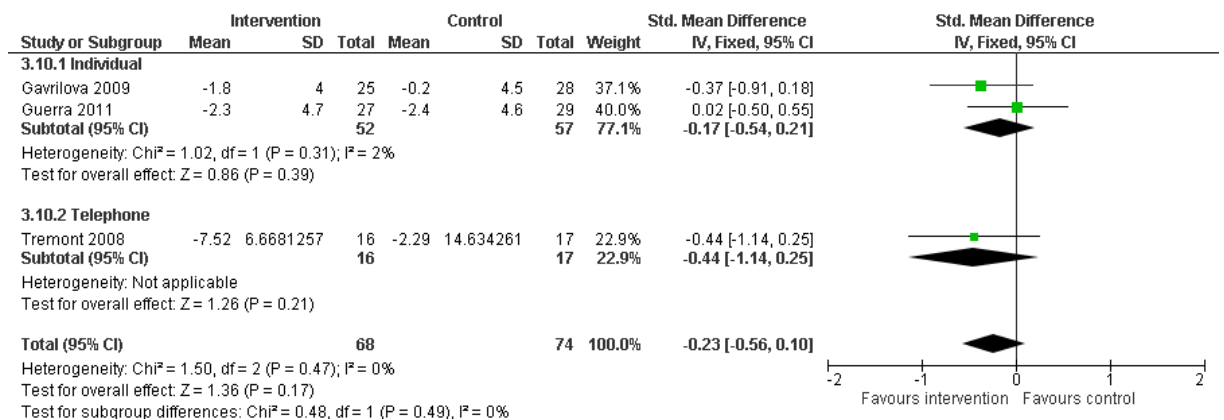 Intervention Control Std. Mean Difference Std. Mean Difference
Study or Subgroup Mean SD Total Mean SD Total Weight IV, Fixed, 95% CI IV, Fixed, 95% CI
3.10.1 Individual
Gavrilova 2009 -1.8 4 25 -0.2 4.5 28 37.1% -0.37 [-0.91, 0.18]
Guerra 2011 -2.3 4.7 27 -2.4 4.6 29 40.0% 0.02 [-0.50, 0.55]
Subtotal (95% CI) 52 57 77.1% -0.17 [-0.54, 0.21]
Heterogeneity: Chi² = 1.02, df = 1 (P = 0.31); I² = 2%
Test for overall effect: Z = 0.86 (P = 0.39)
3.10.2 Telephone
Tremont 2008 -7.52 6.6681257 16 -2.29 14.634261 17 22.9% -0.44 [-1.14, 0.25]
Subtotal (95% CI) 16 17 22.9% -0.44 [-1.14, 0.25]
Heterogeneity: Not applicable
Test for overall effect: Z = 1.26 (P = 0.21)
Total (95% CI) 68 74 100.0% -0.23 [-0.56, 0.10]
Heterogeneity: Chi² = 1.50, df = 2 (P = 0.47); I² = 0%
Test for overall effect: Z = 1.36 (P = 0.17)
Test for subgroup differences: Chi² = 0.48, df = 1 (P = 0.49), I² = 0%
-2 -1 0 1 2
Favours intervention Favours control